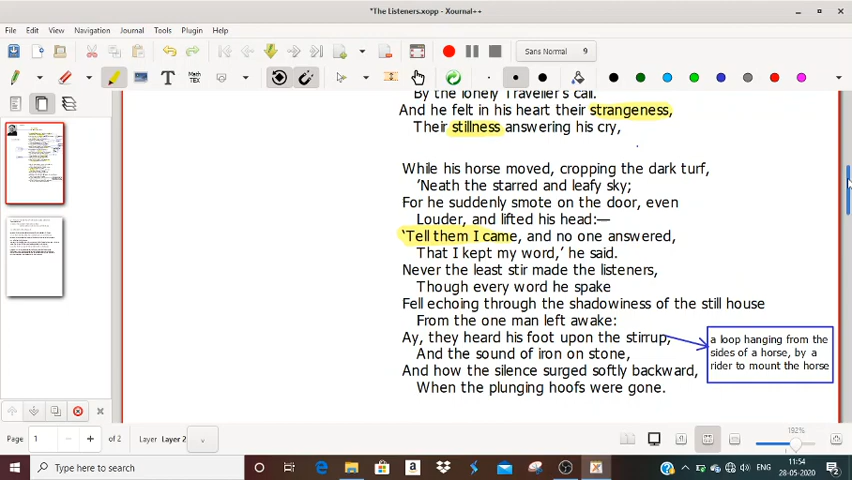 *The Listeners.xopp - Xournal++
File Edit View Navigation Journal Tools Plugin Help
Sans Normal 9
T Math TEX
By the lonely Traveller's call.
And he felt in his heart their strangeness,
Their stillness answering his cry,
While his horse moved, cropping the dark turf,
'Neath the starred and leafy sky;
For he suddenly smote on the door, even
Louder, and lifted his head:—
'Tell them I came, and no one answered,
That I kept my word,' he said.
Never the least stir made the listeners,
Though every word he spake
Fell echoing through the shadowiness of the still house
From the one man left awake:
Ay, they heard his foot upon the stirrup,
And the sound of iron on stone,
And how the silence surged softly backward,
When the plunging hoofs were gone.
a loop hanging from the
sides of a horse, by a
rider to mount the horse
Page 1 of 2 Layer Layer 2 192%
Type here to search
ENG
11:54
28-05-2020
2